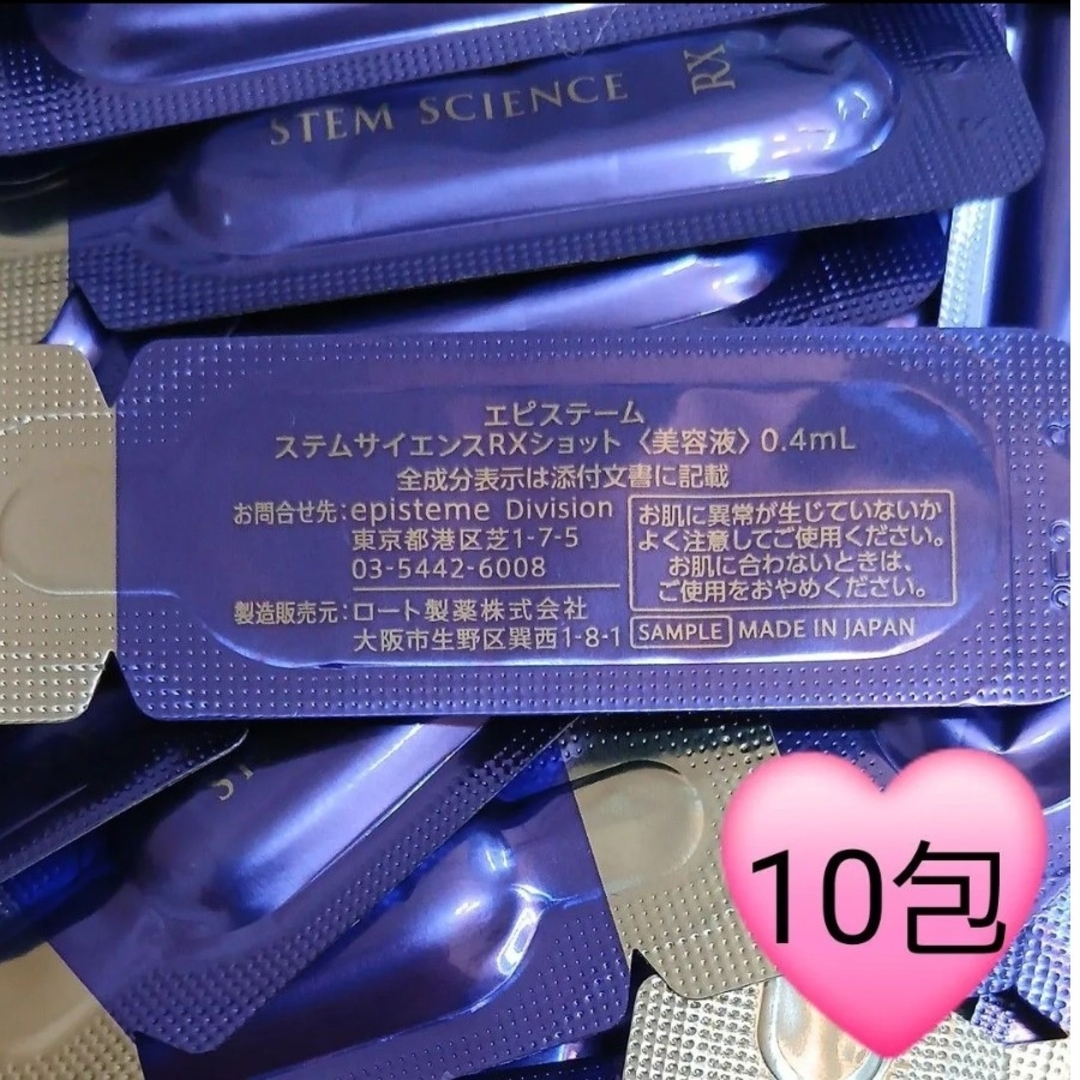 STEM SCIENCE RX
エピステーム
ステムサイエンスRXショット〈美容液〉0.4mL
全成分表示は添付文書に記載
お問合せ先:episteme Division
東京都港区芝1-7-5
03-5442-6008
製造販売元:ロート製薬株式会社
大阪市生野区巽西1-8-1
お肌に異常が生じていないか
よく注意してご使用ください。
お肌に合わないときは、
ご使用をおやめください。
SAMPLE MADE IN JAPAN
ST
10包